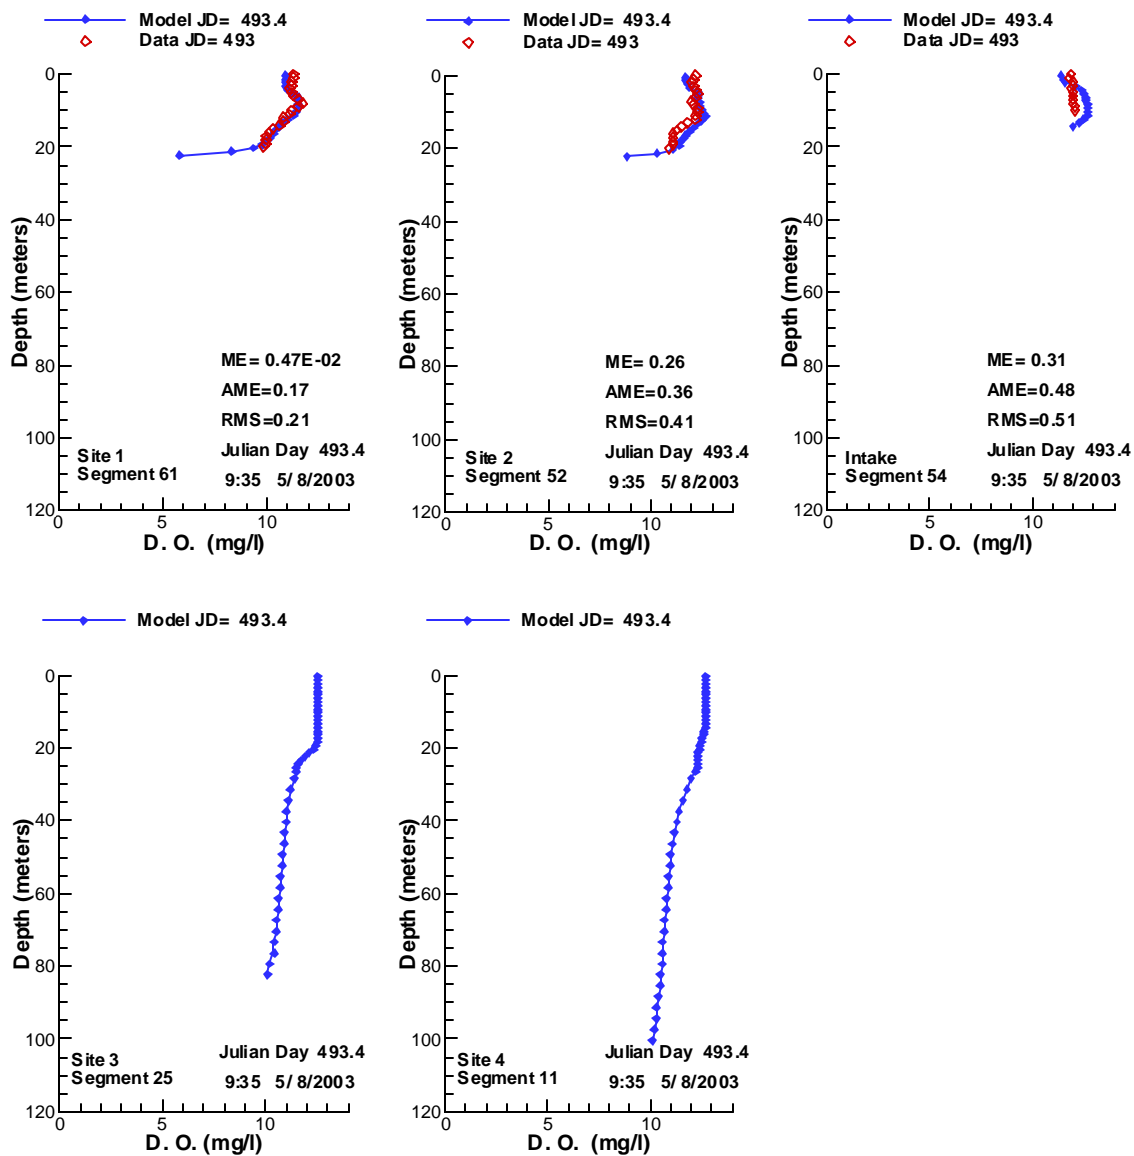 Model JD= 493.4
Data JD= 493
0
20
40
60
80
100
120
Depth (meters)
ME= 0.47E-02
AME=0.17
RMS=0.21
Julian Day 493.4
9:35 5/8/2003
Site 1
Segment 61
0 5 10
D. O. (mg/l)
Model JD= 493.4
Data JD= 493
0
20
40
60
80
100
120
Depth (meters)
ME= 0.26
AME=0.36
RMS=0.41
Julian Day 493.4
9:35 5/8/2003
Site 2
Segment 52
0 5 10
D. O. (mg/l)
Model JD= 493.4
Data JD= 493
0
20
40
60
80
100
120
Depth (meters)
ME= 0.31
AME=0.48
RMS=0.51
Julian Day 493.4
9:35 5/8/2003
Intake
Segment 54
0 5 10
D. O. (mg/l)
Model JD= 493.4
0
20
40
60
80
100
120
Depth (meters)
Julian Day 493.4
9:35 5/8/2003
Site 3
Segment 25
0 5 10
D. O. (mg/l)
Model JD= 493.4
0
20
40
60
80
100
120
Depth (meters)
Julian Day 493.4
9:35 5/8/2003
Site 4
Segment 11
0 5 10
D. O. (mg/l)